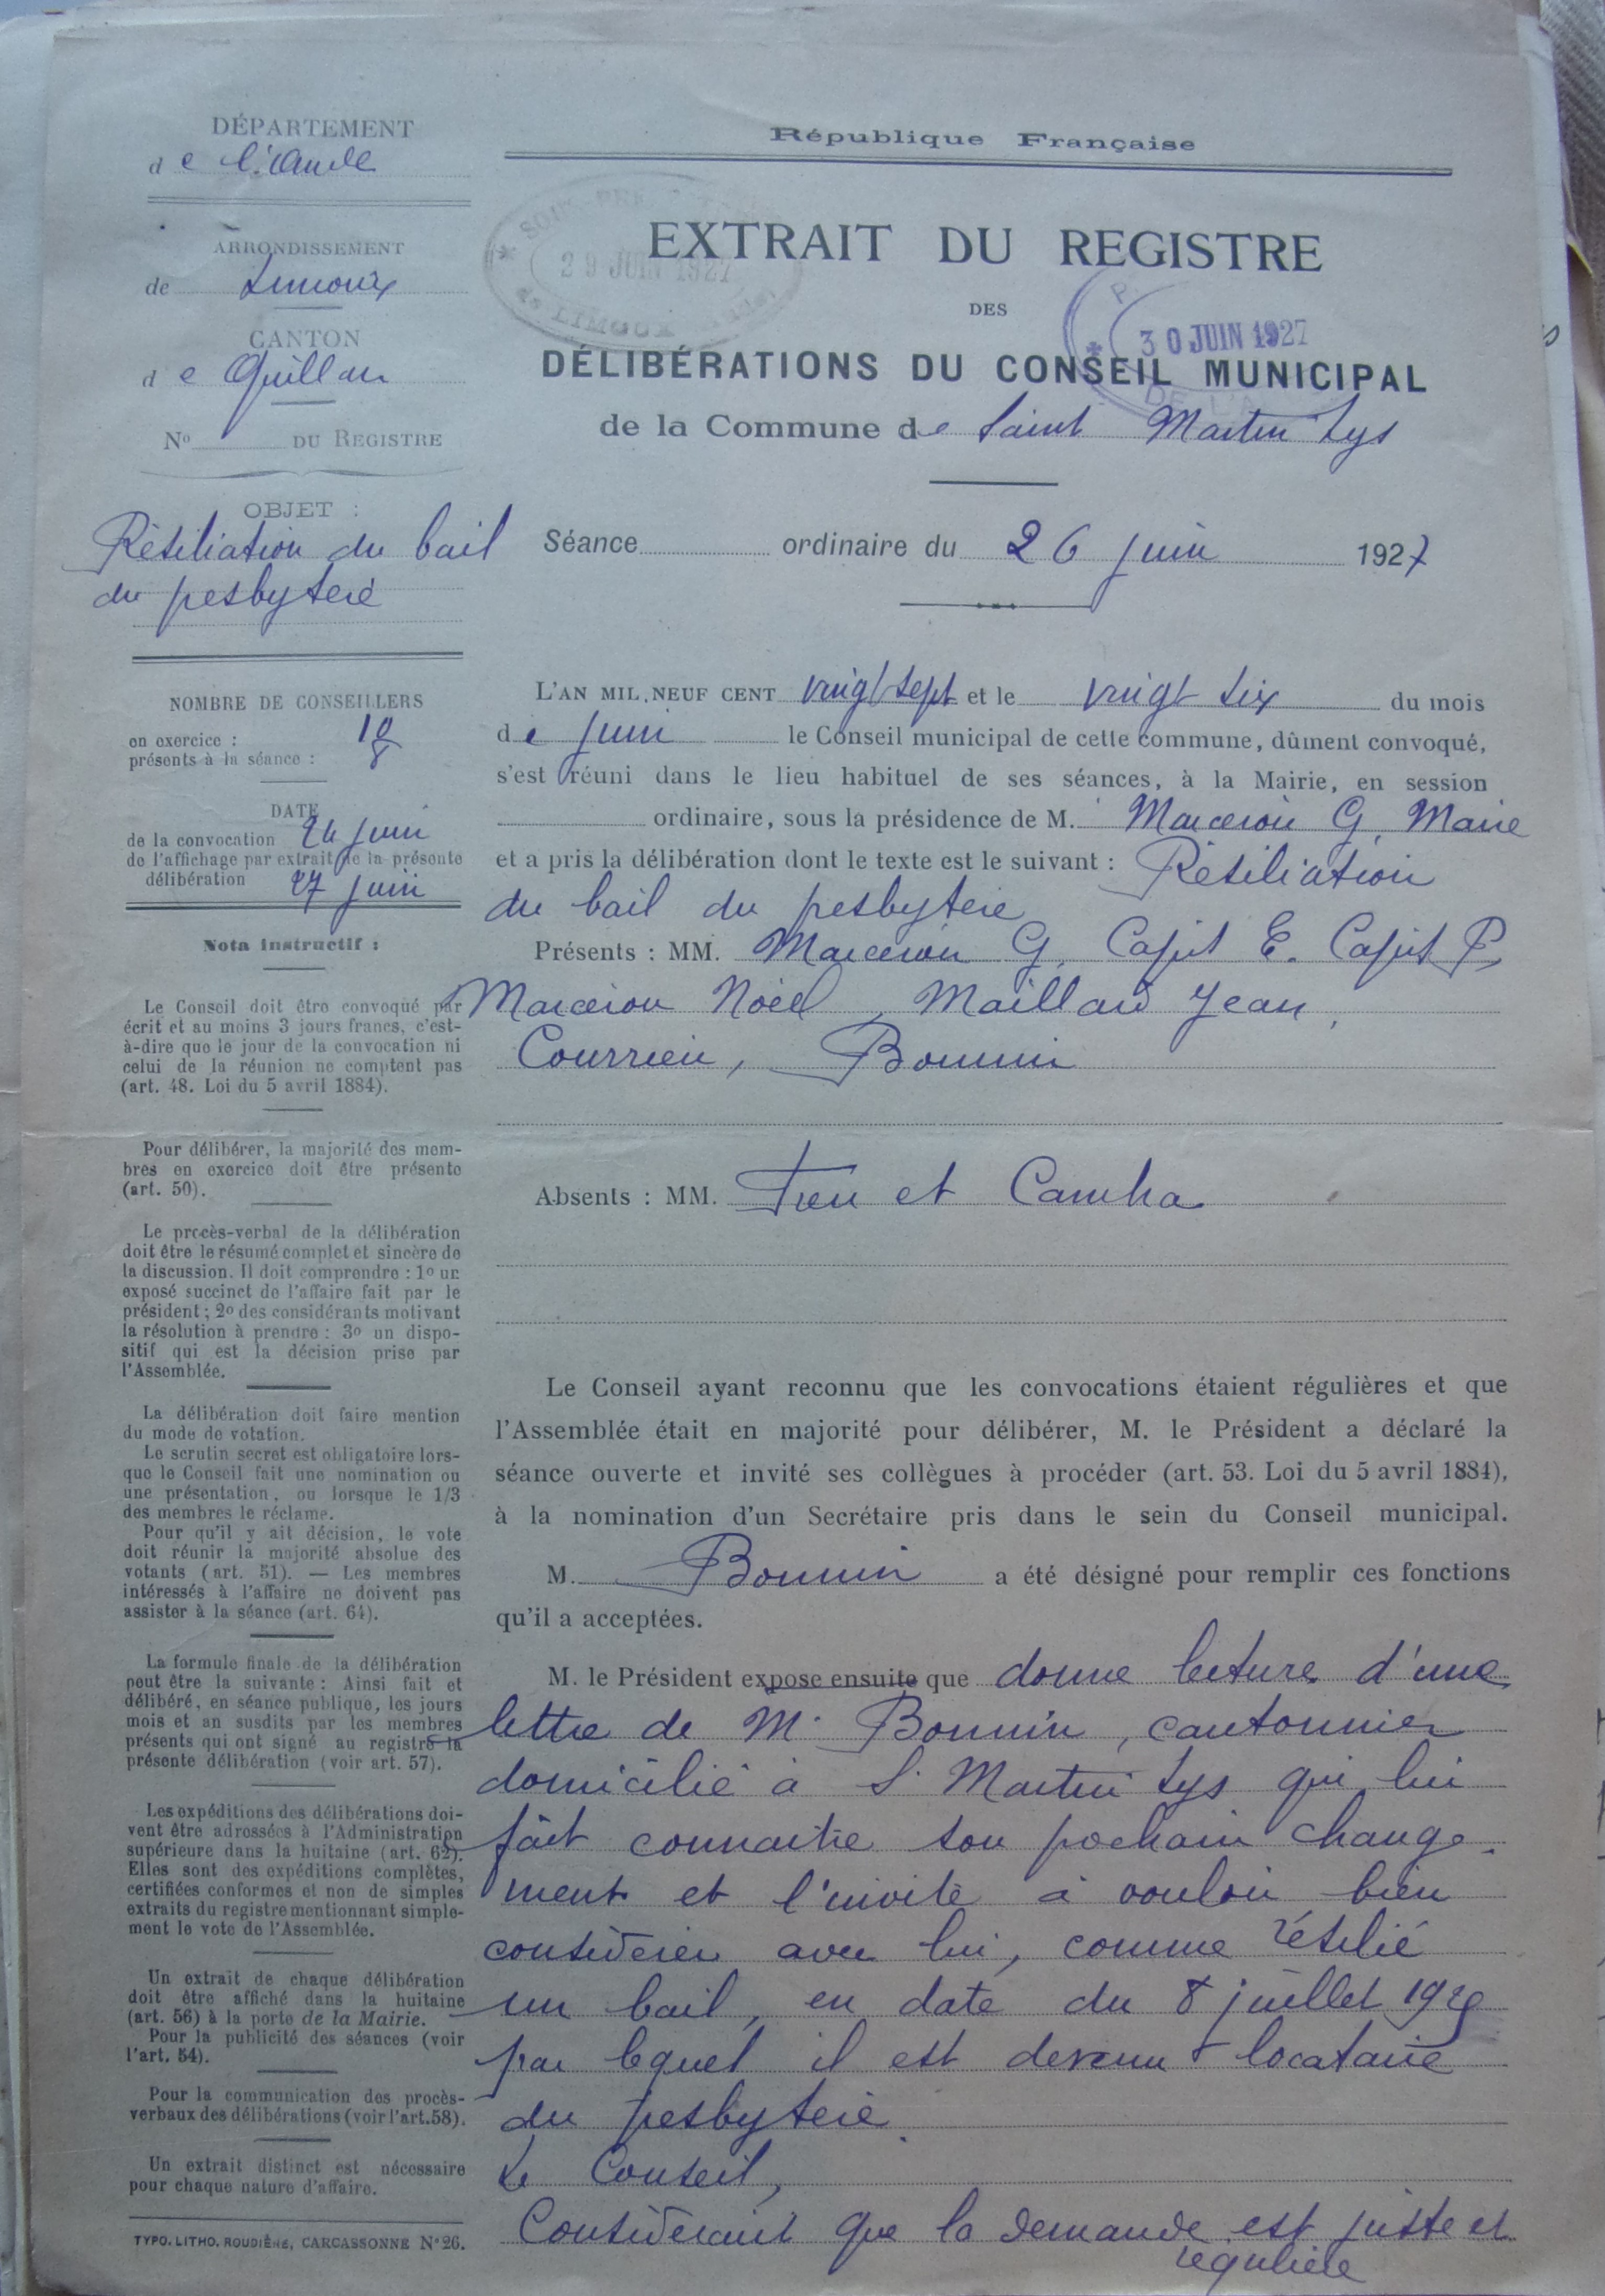 DÉPARTEMENT
de l'Aude
ARRONDISSEMENT
de Limoux
CANTON
de Quillan
N° DU REGISTRE
OBJET :
Résiliation du bail
du presbytère
NOMBRE DE CONSEILLERS
en exercice : 10
présents à la séance : 8
DATE
de la convocation 24 juin
de l'affichage par extrait de la présente
délibération 27 juin
Nota instructif :
Le Conseil doit être convoqué par
écrit et au moins 3 jours francs, c'est-
à-dire que le jour de la convocation ni
celui de la réunion ne comptent pas
(art. 48. Loi du 5 avril 1884).
Pour délibérer, la majorité des mem-
bres en exercice doit être présente
(art. 50).
Le procès-verbal de la délibération
doit être le résumé complet et sincère de
la discussion. Il doit comprendre : 1° un
exposé succinct de l'affaire fait par le
président ; 2° des considérants motivant
la résolution à prendre : 3° un dispo-
sitif qui est la décision prise par
l'Assemblée.
La délibération doit faire mention
du mode de votation.
Le scrutin secret est obligatoire lors-
que le Conseil fait une nomination ou
une présentation, ou lorsque le 1/3
des membres le réclame.
Pour qu'il y ait décision, le vote
doit réunir la majorité absolue des
votants (art. 51). — Les membres
intéressés à l'affaire ne doivent pas
assister à la séance (art. 64).
La formule finale de la délibération
peut être la suivante : Ainsi fait et
délibéré, en séance publique, les jours
mois et an susdits par les membres
présents qui ont signé au registre la
présente délibération (voir art. 57).
Les expéditions des délibérations doi-
vent être adressées à l'Administration
supérieure dans la huitaine (art. 62).
Elles sont des expéditions complètes,
certifiées conformes et non de simples
extraits du registre mentionnant simple-
ment le vote de l'Assemblée.
Un extrait de chaque délibération
doit être affiché dans la huitaine
(art. 56) à la porte de la Mairie.
Pour la publicité des séances (voir
l'art. 54).
Pour la communication des procès-
verbaux des délibérations (voir l'art. 58).
Un extrait distinct est nécessaire
pour chaque nature d'affaire.
TYPO. LITHO. ROUDIÈRE, CARCASSONNE N° 26.
République Française
29 JUIN 1927
LIMOUX
EXTRAIT DU REGISTRE
DES
30 JUIN 1927
DÉLIBÉRATIONS DU CONSEIL MUNICIPAL
de la Commune de Saint Martin Lys
Séance ordinaire du 26 juin 1927
L'AN MIL NEUF CENT vingt sept et le vingt six du mois
de juin le Conseil municipal de cette commune, dûment convoqué,
s'est réuni dans le lieu habituel de ses séances, à la Mairie, en session
ordinaire, sous la présidence de M. Marcerou G, Maire
et a pris la délibération dont le texte est le suivant : Résiliation
du bail du presbytère
Présents : MM. Marcerou G, Caput E. Caput P,
Marcerou Noël, Maillard Jean,
Courrieu, Bonnin
Absents : MM. et
Le Conseil ayant reconnu que les convocations étaient régulières et que
l'Assemblée était en majorité pour délibérer, M. le Président a déclaré la
séance ouverte et invité ses collègues à procéder (art. 53. Loi du 5 avril 1884),
à la nomination d'un Secrétaire pris dans le sein du Conseil municipal.
M. Bonnin a été désigné pour remplir ces fonctions
qu'il a acceptées.
M. le Président expose ensuite que donne lecture d'une
lettre de M. Bonnin, cantonnier
domicilié à S. Martin Lys qui lui
fait connaitre son pochain change-
ment et l'invite à vouloir bien
considérer avec lui, comme résilié
un bail, en date du 8 juillet
par lequel il est devenu locataire
du presbytère.
Le Conseil,
Considérant que la demande est juste et
régulière